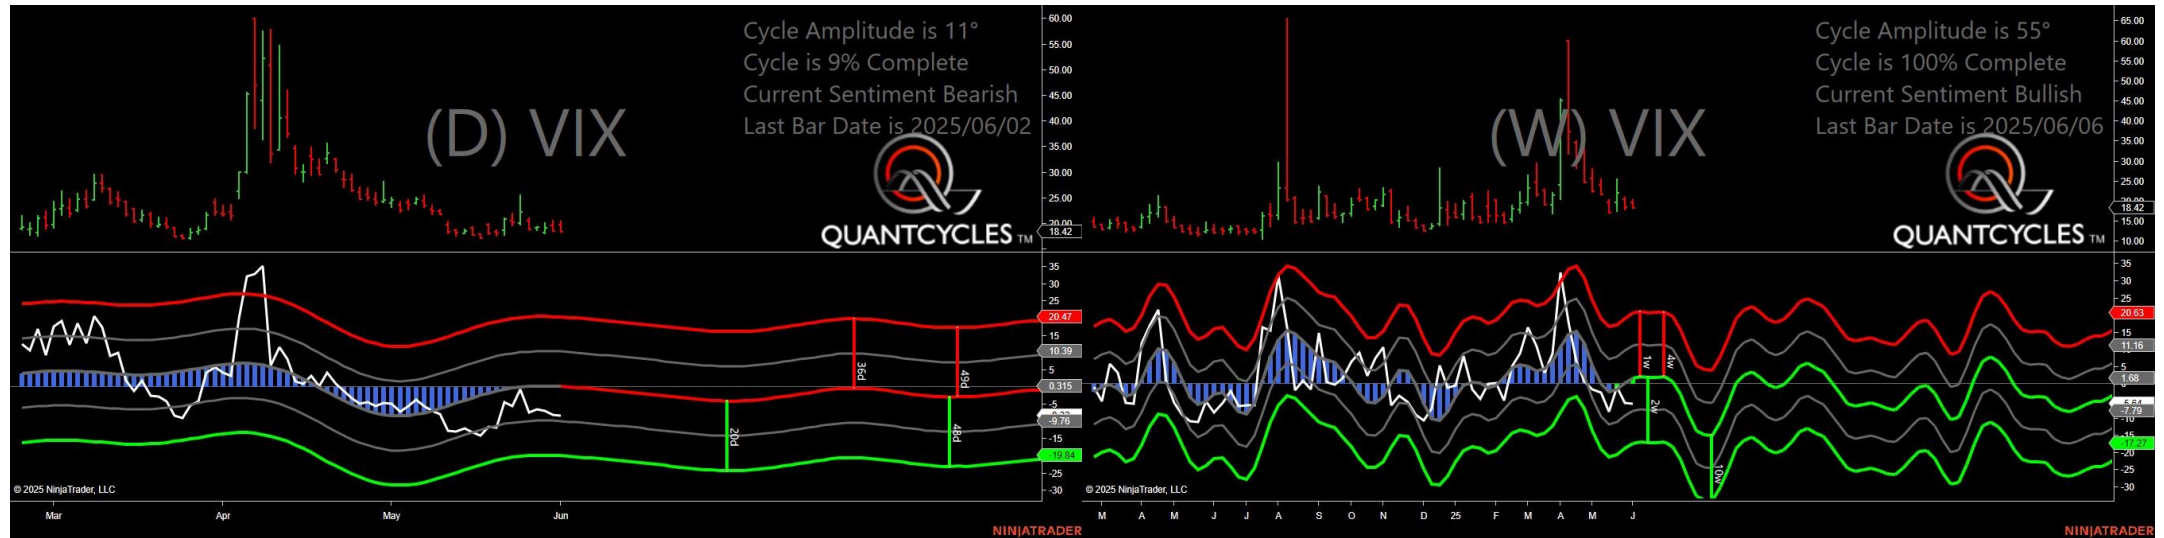 Cycle Amplitude is 11°
Cycle is 9% Complete
Current Sentiment Bearish
Last Bar Date is 2025/06/02
(D) VIX
QUANTCYCLES TM
60.00
55.00
50.00
45.00
40.00
35.00
30.00
25.00
20.00
18.42
35
30
25
20.47
15
10.39
5
0.315
-5
-9.76
-15
-19.84
-25
-30
36d
49d
20d
48d
© 2025 NinjaTrader, LLC
Mar
Apr
May
Jun
NINJATRADER
Cycle Amplitude is 55°
Cycle is 100% Complete
Current Sentiment Bullish
Last Bar Date is 2025/06/06
(W) VIX
QUANTCYCLES TM
65.00
60.00
55.00
50.00
45.00
40.00
35.00
30.00
25.00
18.42
15.00
10.00
35
30
25
20.63
15
11.16
5
1.68
-7.79
-10
-17.27
-20
-25
-30
1w
4w
2w
10w
© 2025 NinjaTrader, LLC
M A M J J A S O N D 25 F M A M J
NINJATRADER